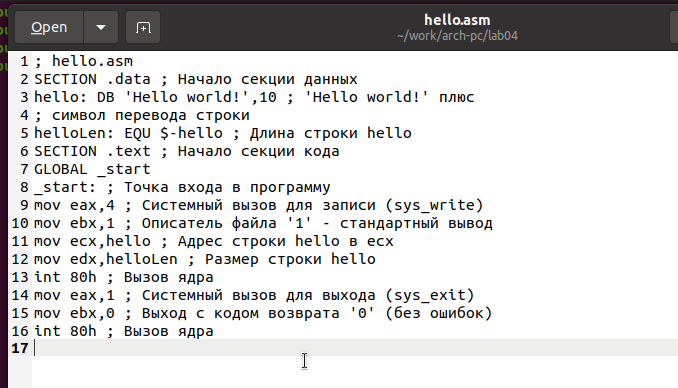 Open
hello.asm
~/work/arch-pc/lab04
1 ; hello.asm
2 SECTION .data ; Начало секции данных
3 hello: DB 'Hello world!',10 ; 'Hello world!' плюс
4 ; символ перевода строки
5 helloLen: EQU $-hello ; Длина строки hello
6 SECTION .text ; Начало секции кода
7 GLOBAL _start
8 _start: ; Точка входа в программу
9 mov eax,4 ; Системный вызов для записи (sys_write)
10 mov ebx,1 ; Описатель файла '1' - стандартный вывод
11 mov ecx,hello ; Адрес строки hello в ecx
12 mov edx,helloLen ; Размер строки hello
13 int 80h ; Вызов ядра
14 mov eax,1 ; Системный вызов для выхода (sys_exit)
15 mov ebx,0 ; Выход с кодом возврата '0' (без ошибок)
16 int 80h ; Вызов ядра
17